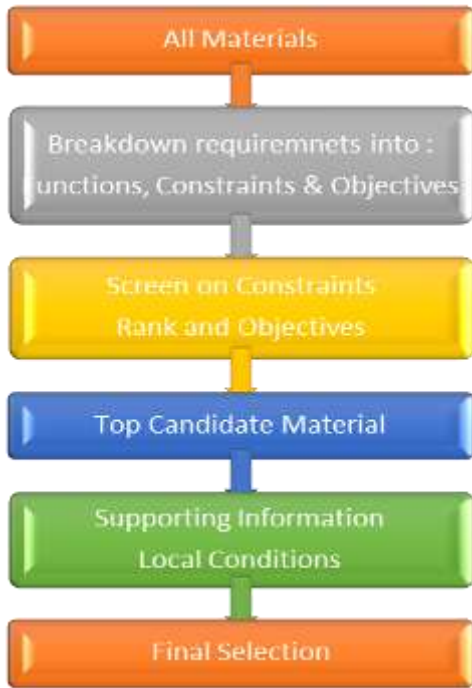 All Materials
Breakdown requiremnets into :
unctions, Constraints & Objectives
Screen on Constraints
Rank and Objectives
Top Candidate Material
Supporting Information
Local Conditions
Final Selection